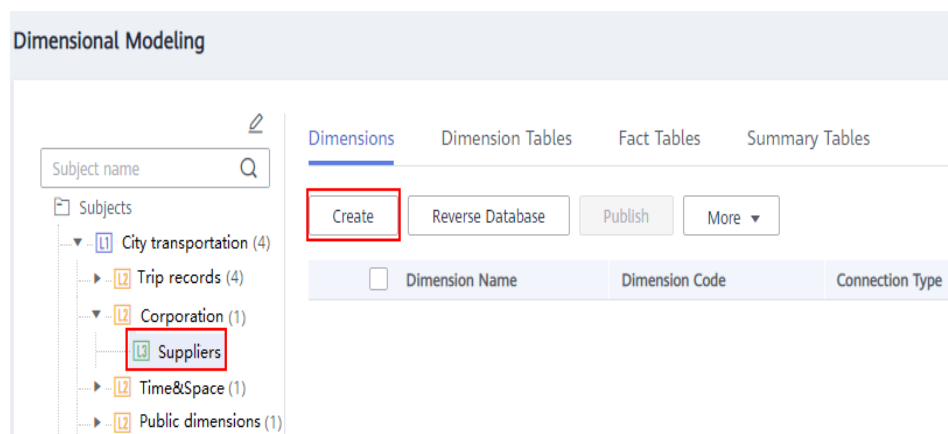 Dimensional Modeling
Subject name
Subjects
L1 City transportation (4)
L2 Trip records (4)
L2 Corporation (1)
L3 Suppliers
L2 Time&Space (1)
L2 Public dimensions (1)
Dimensions Dimension Tables Fact Tables Summary Tables
Create Reverse Database Publish More
Dimension Name Dimension Code Connection Type